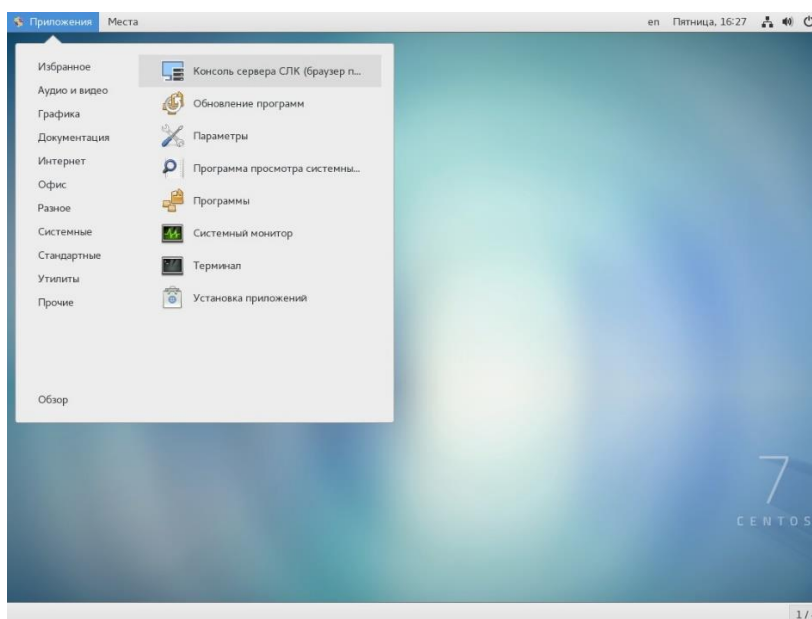 Приложения Места en Пятница, 16:27
Избранное
Аудио и видео
Графика
Документация
Интернет
Офис
Разное
Системные
Стандартные
Утилиты
Прочие
Обзор
Консоль сервера СЛК (браузер п...
Обновление программ
Параметры
Программа просмотра системны...
Программы
Системный монитор
Терминал
Установка приложений
7
CENTOS
1 /